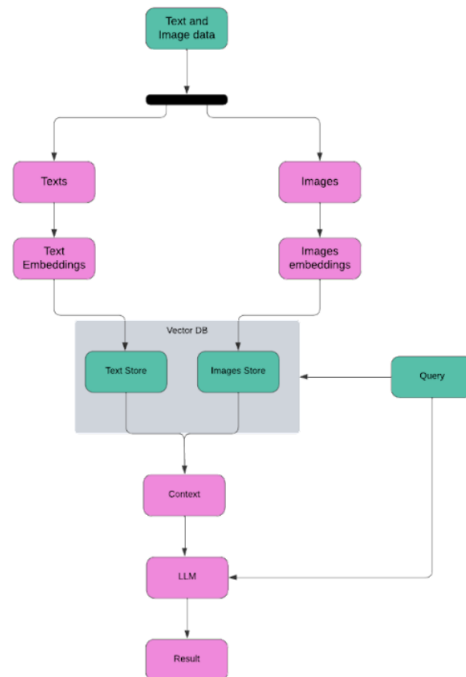 Text and
Image data
Texts
Images
Text
Embeddings
Images
embeddings
Vector DB
Text Store
Images Store
Query
Context
LLM
Result